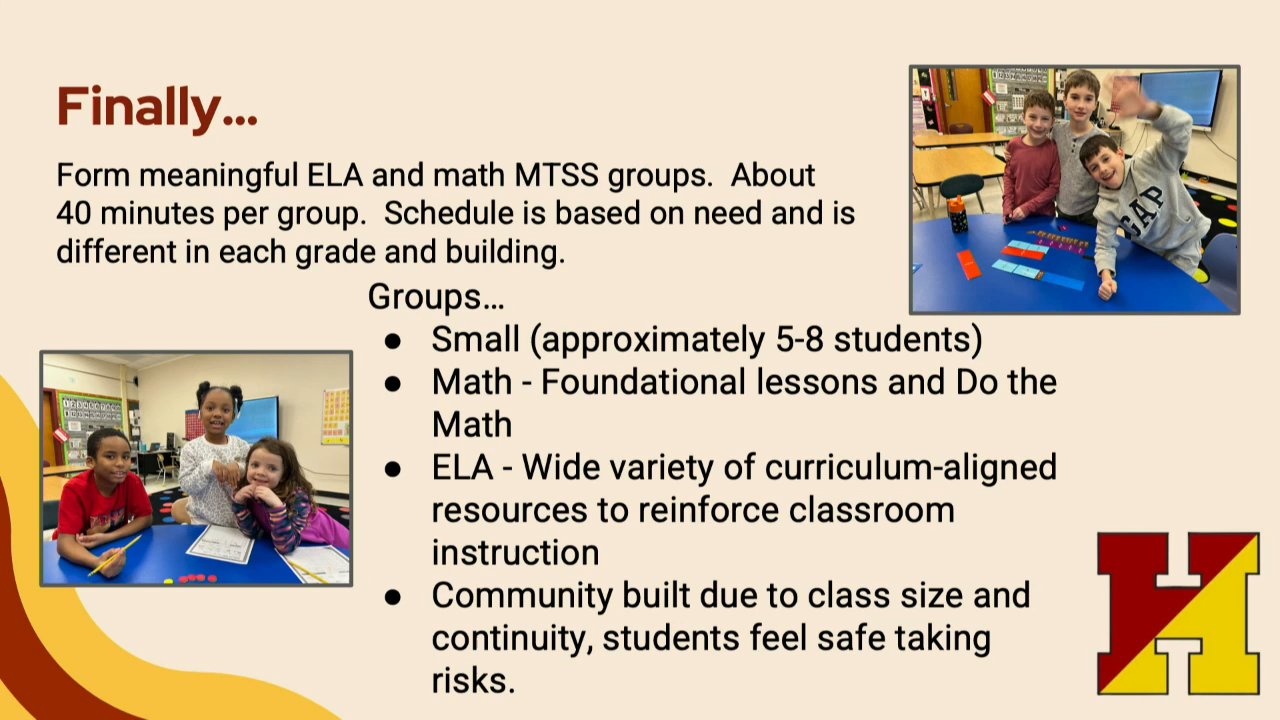 Finally...
Form meaningful ELA and math MTSS groups.  About
40 minutes per group.  Schedule is based on need and is
different in each grade and building.
Groups...
● Small (approximately 5-8 students)
● Math - Foundational lessons and Do the
Math
● ELA - Wide variety of curriculum-aligned
resources to reinforce classroom
instruction
● Community built due to class size and
continuity, students feel safe taking
risks.
GAP
H